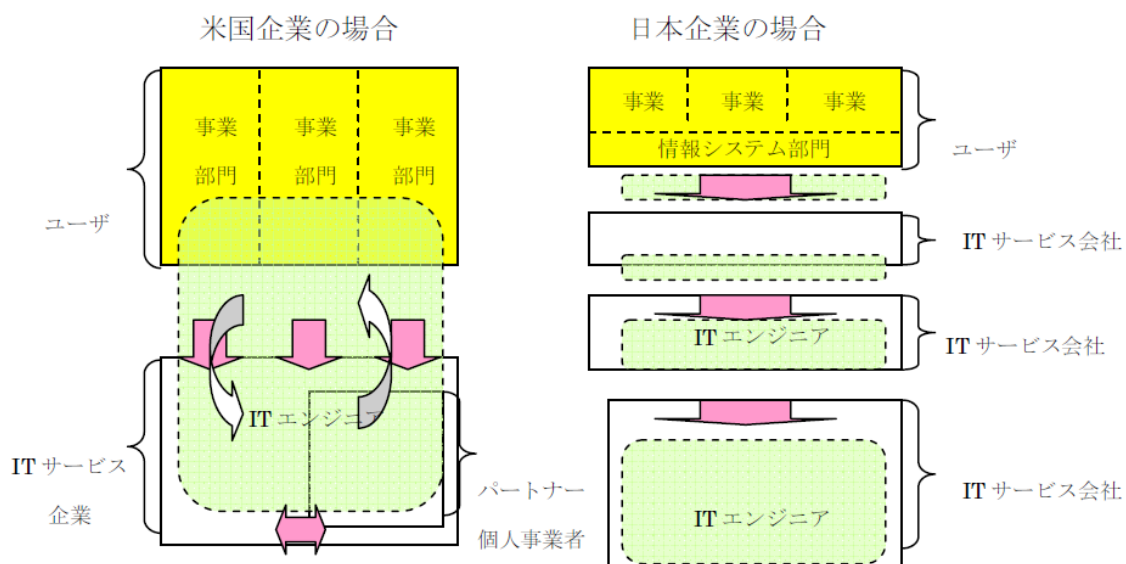 米国企業の場合
事業
部門
事業
部門
事業
部門
ユーザ
IT エンジニア
IT サービス
企業
パートナー
個人事業者
日本企業の場合
事業
事業
事業
情報システム部門
ユーザ
IT サービス会社
IT エンジニア
IT サービス会社
IT エンジニア
IT サービス会社